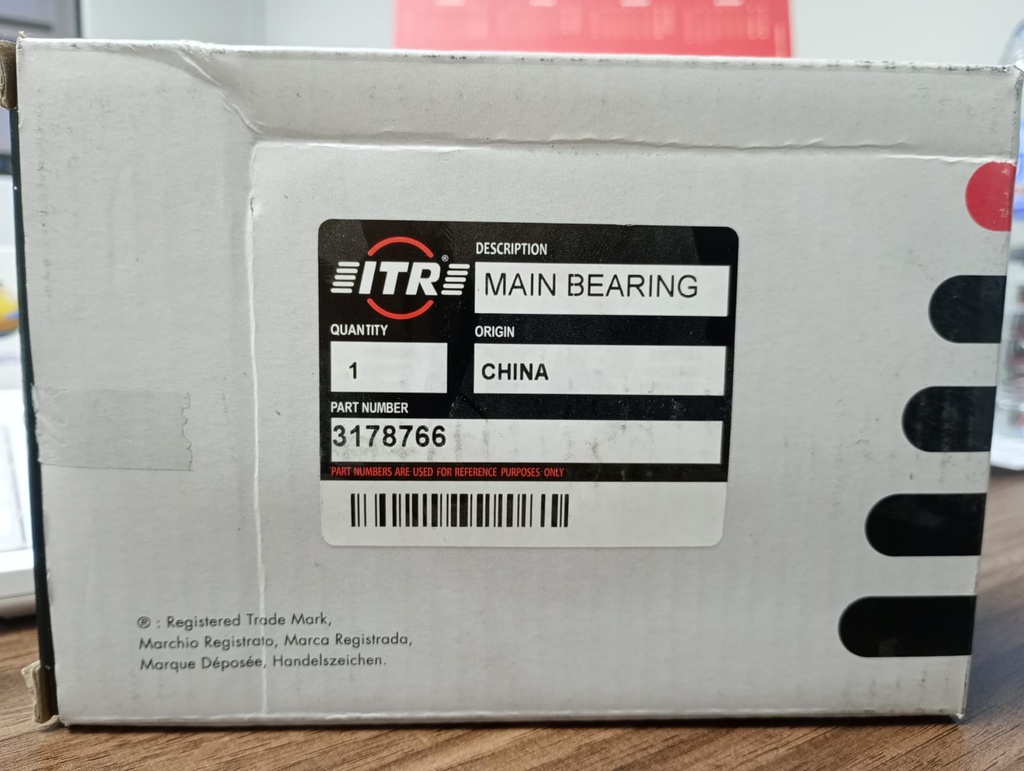 ITR®
DESCRIPTION
MAIN BEARING
QUANTITY
ORIGIN
1
CHINA
PART NUMBER
3178766
PART NUMBERS ARE USED FOR REFERENCE PURPOSES ONLY
® : Registered Trade Mark,
Marchio Registrato, Marca Registrada,
Marque Déposée, Handelszeichen.